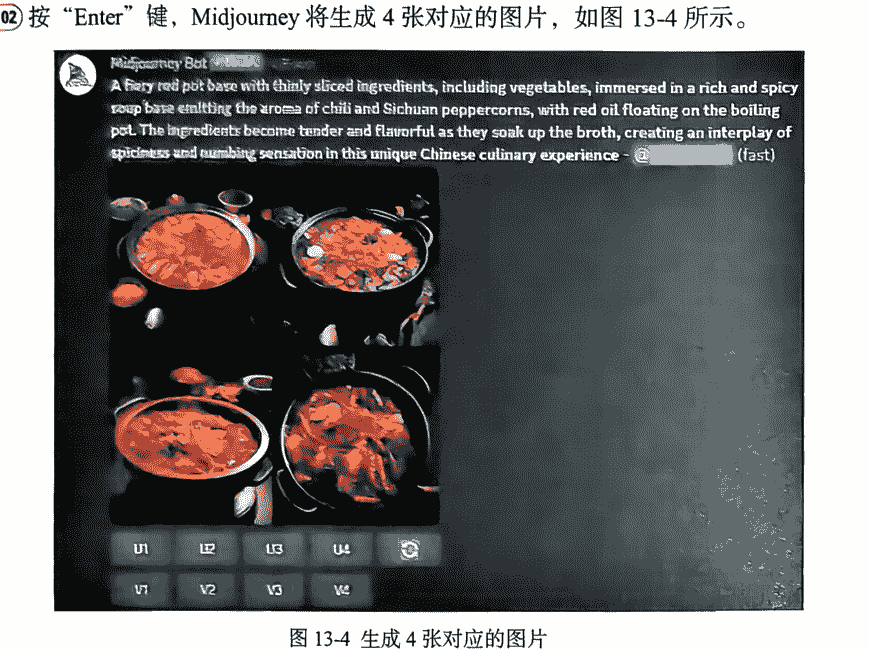 02 按“Enter”键，Midjourney 将生成 4 张对应的图片，如图 13-4 所示。
Midjourney Bot
A fiery red pot base with thinly sliced ingredients, including vegetables, immersed in a rich and spicy
soup base emitting the aroma of chili and Sichuan peppercorns, with red oil floating on the boiling
pot. The ingredients become tender and flavorful as they soak up the broth, creating an interplay of
spiciness and numbing sensation in this unique Chinese culinary experience - @ (fast)
U1 U2 U3 U4
V1 V2 V3 V4
图 13-4 生成 4 张对应的图片